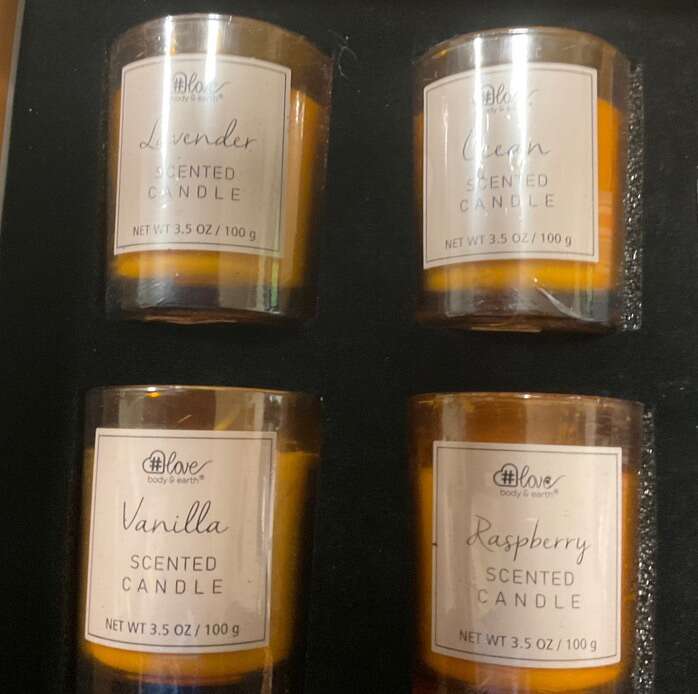 #love
body & earth®
Lavender
SCENTED
CANDLE
NET WT 3.5 OZ / 100 g
#love
body & earth®
Ocean
SCENTED
CANDLE
NET WT 3.5 OZ / 100 g
#love
body & earth®
Vanilla
SCENTED
CANDLE
NET WT 3.5 OZ / 100 g
#love
body & earth®
Raspberry
SCENTED
CANDLE
NET WT 3.5 OZ / 100 g